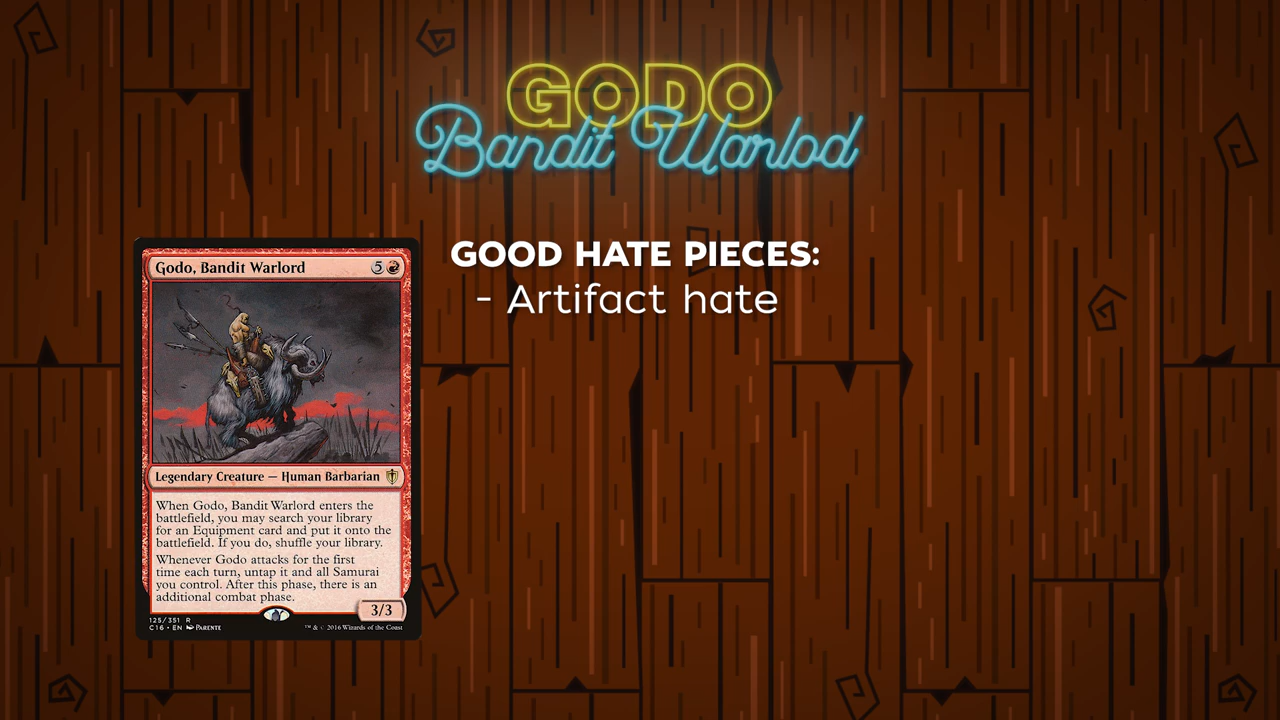 GODO
Bandit Warlod
GOOD HATE PIECES:
- Artifact hate
Godo, Bandit Warlord 5
Legendary Creature — Human Barbarian
When Godo, Bandit Warlord enters the
battlefield, you may search your library
for an Equipment card and put it onto the
battlefield. If you do, shuffle your library.
Whenever Godo attacks for the first
time each turn, untap it and all Samurai
you control. After this phase, there is an
additional combat phase.
3/3
125/351 R
C16 • EN PARENTE
™ & © 2016 Wizards of the Coast